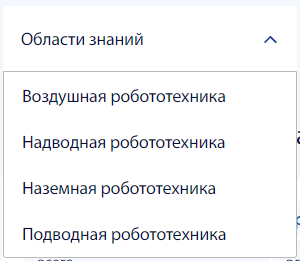 Области знаний
Воздушная робототехника
Надводная робототехника
Наземная робототехника
Подводная робототехника